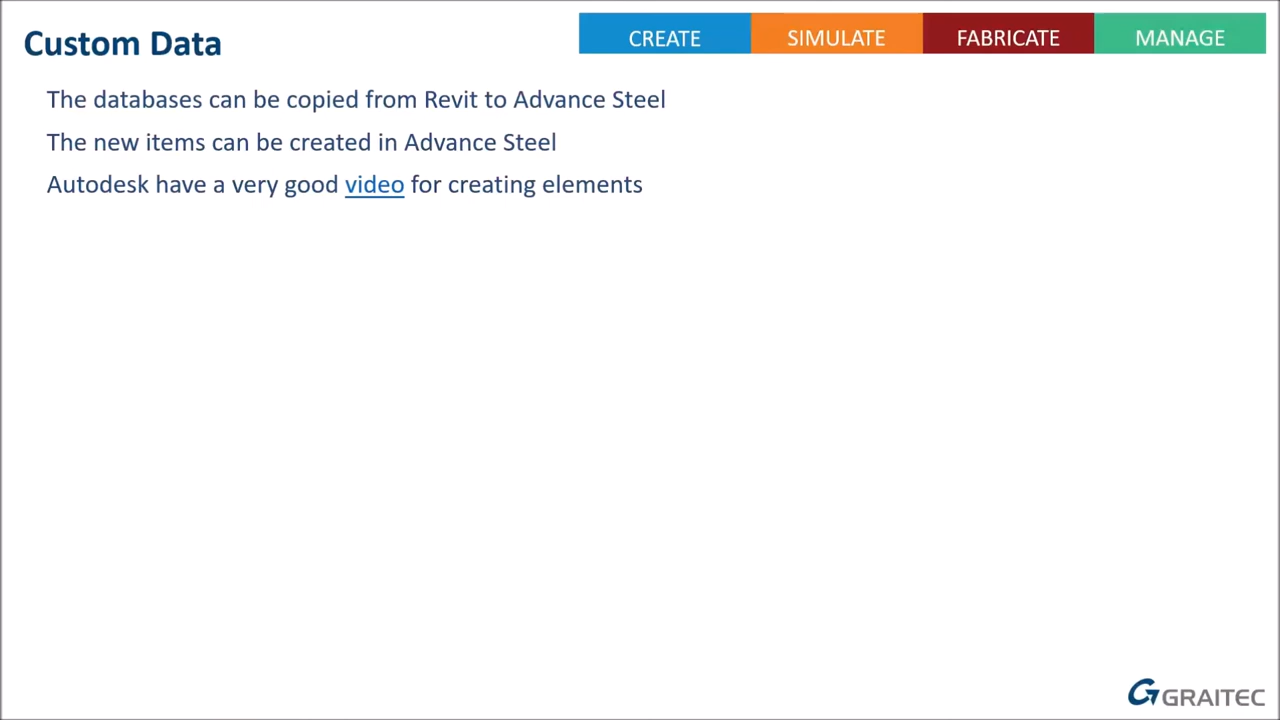 Custom Data
CREATE
SIMULATE
FABRICATE
MANAGE
The databases can be copied from Revit to Advance Steel
The new items can be created in Advance Steel
Autodesk have a very good video for creating elements
GRAITEC